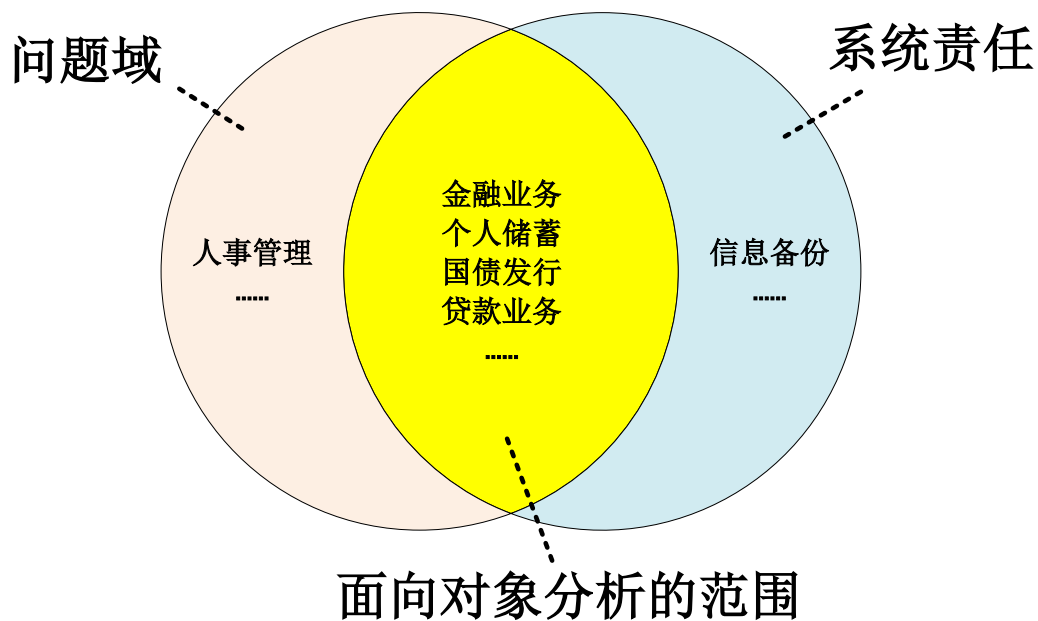 问题域
系统责任
人事管理
……
金融业务
个人储蓄
国债发行
贷款业务
……
信息备份
……
面向对象分析的范围